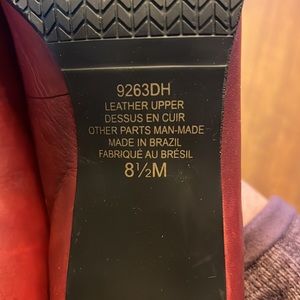 9263DH
LEATHER UPPER
DESSUS EN CUIR
OTHER PARTS MAN-MADE
MADE IN BRAZIL
FABRIQUÉ AU BRÉSIL
8½M